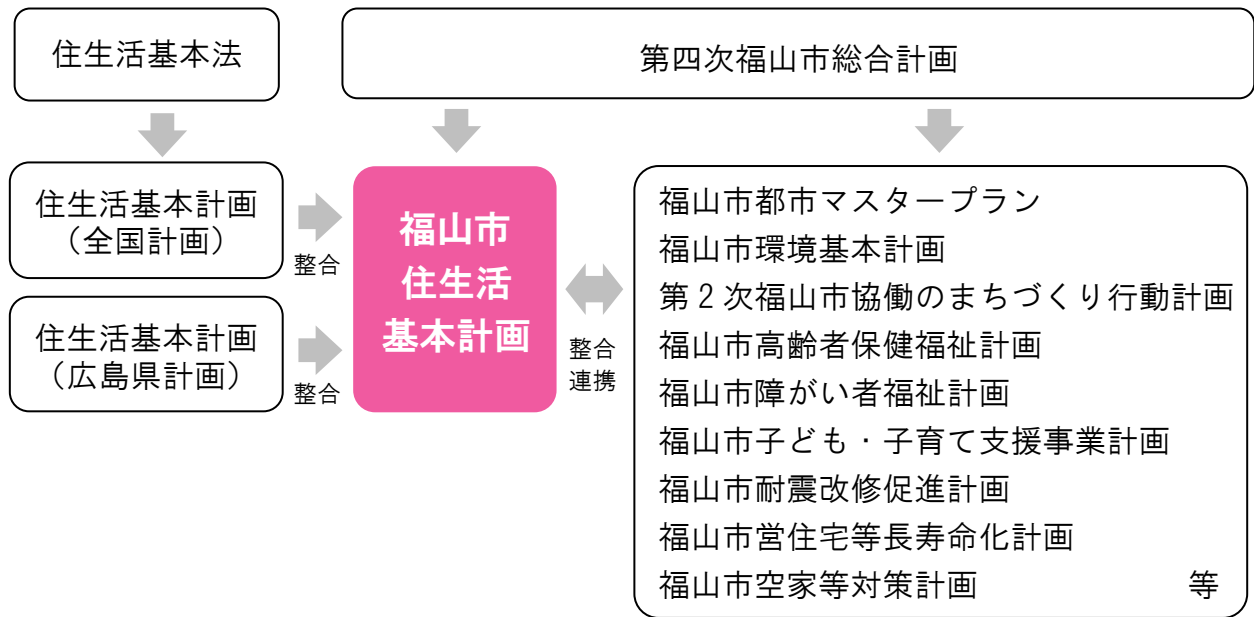 住生活基本法
第四次福山市総合計画
住生活基本計画
（全国計画）
整合
住生活基本計画
（広島県計画）
整合
福山市
住生活
基本計画
整合
連携
福山市都市マスタープラン
福山市環境基本計画
第２次福山市協働のまちづくり行動計画
福山市高齢者保健福祉計画
福山市障がい者福祉計画
福山市子ども・子育て支援事業計画
福山市耐震改修促進計画
福山市営住宅等長寿命化計画
福山市空家等対策計画　等